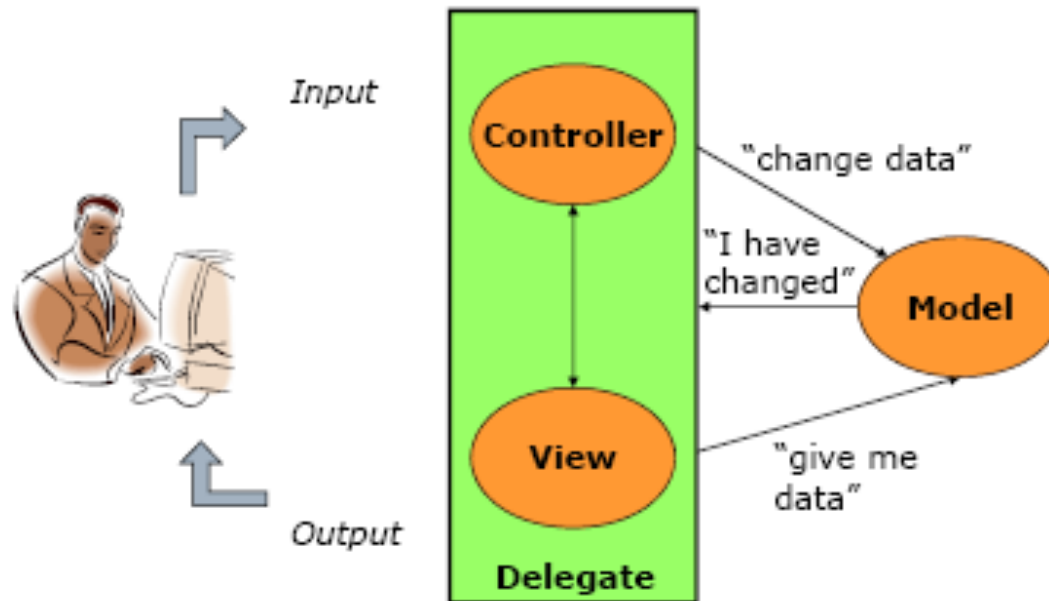 Input
Controller
“change data”
“I have
changed”
Model
View
“give me
data”
Output
Delegate